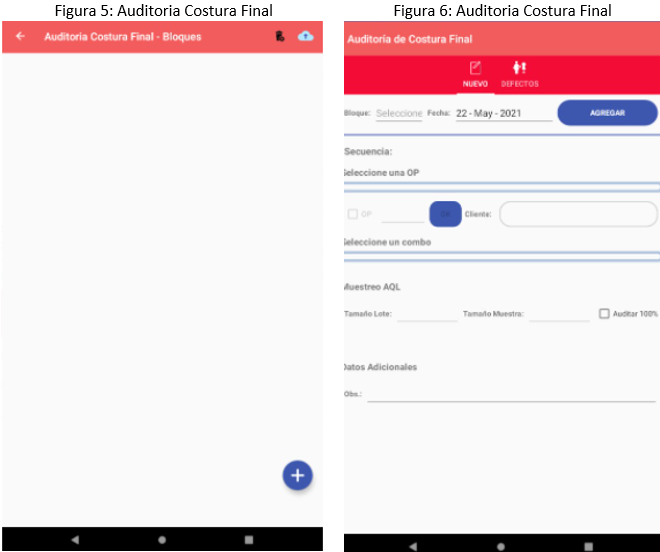 Figura 5: Auditoria Costura Final
Auditoria Costura Final - Bloques
Figura 6: Auditoria Costura Final
Auditoría de Costura Final
NUEVO DEFECTOS
Bloque: Seleccione Fecha: 22 - May - 2021 AGREGAR
Secuencia:
Seleccione una OP
OP Cliente:
Seleccione un combo
Muestreo AQL
Tamaño Lote: Tamaño Muestra: Auditar 100%
Datos Adicionales
Obs.: